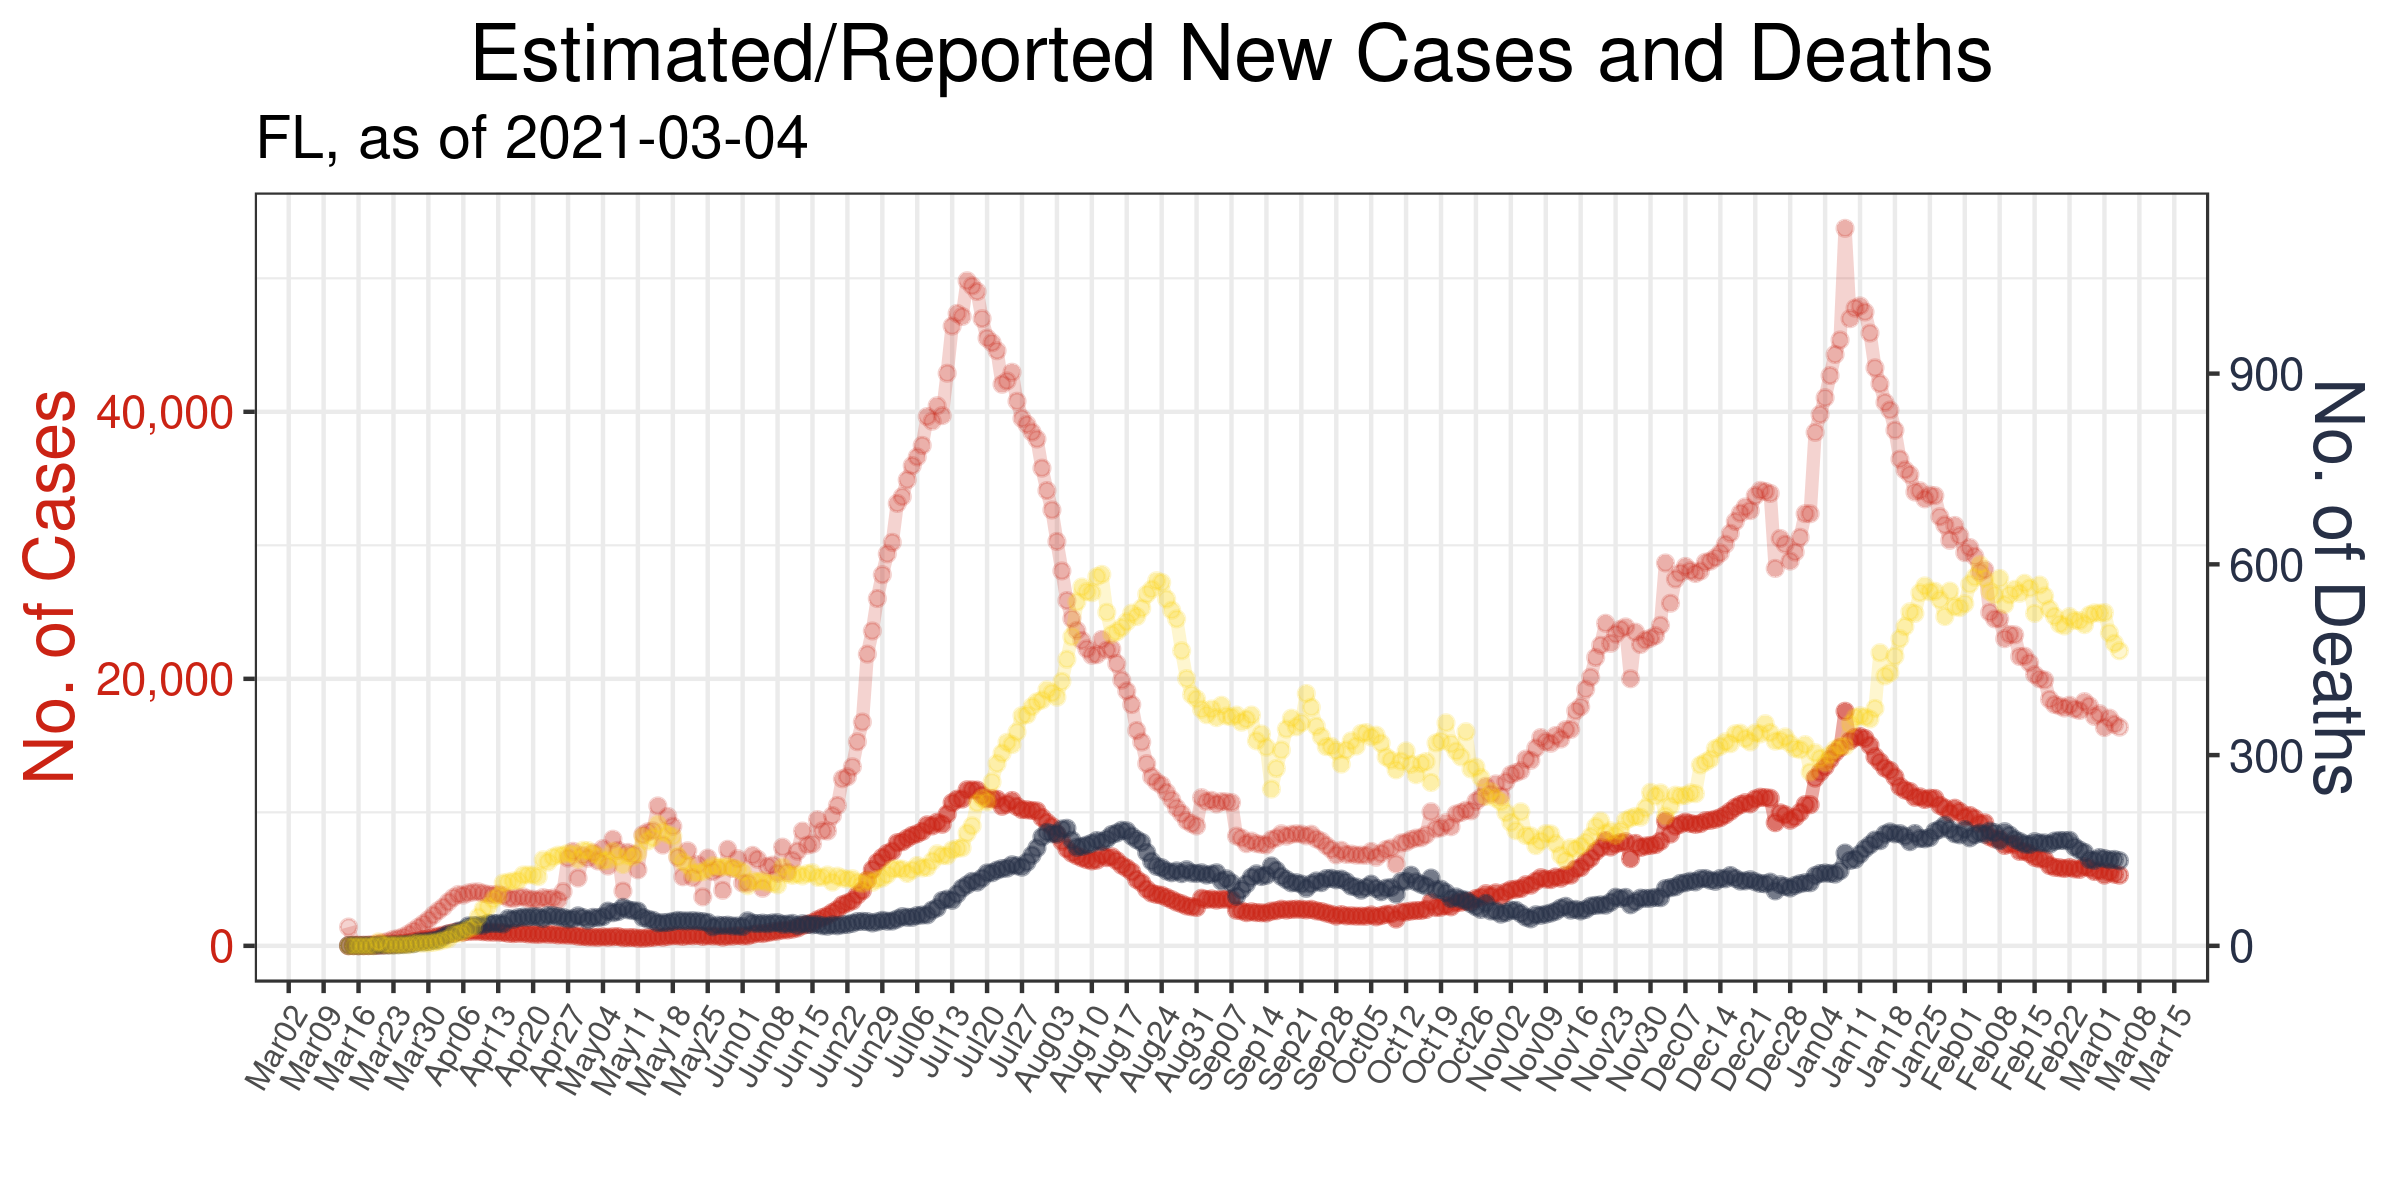 Estimated/Reported New Cases and Deaths
FL, as of 2021-03-04
No. of Cases
40,000
20,000
0
900
600
300
0
No. of Deaths
Mar02
Mar09
Mar16
Mar23
Mar30
Apr06
Apr13
Apr20
Apr27
May04
May11
May18
May25
Jun01
Jun08
Jun15
Jun22
Jun29
Jul06
Jul13
Jul20
Jul27
Aug03
Aug10
Aug17
Aug24
Aug31
Sep07
Sep14
Sep21
Sep28
Oct05
Oct12
Oct19
Oct26
Nov02
Nov09
Nov16
Nov23
Nov30
Dec07
Dec14
Dec21
Dec28
Jan04
Jan11
Jan18
Jan25
Feb01
Feb08
Feb15
Feb22
Mar01
Mar08
Mar15